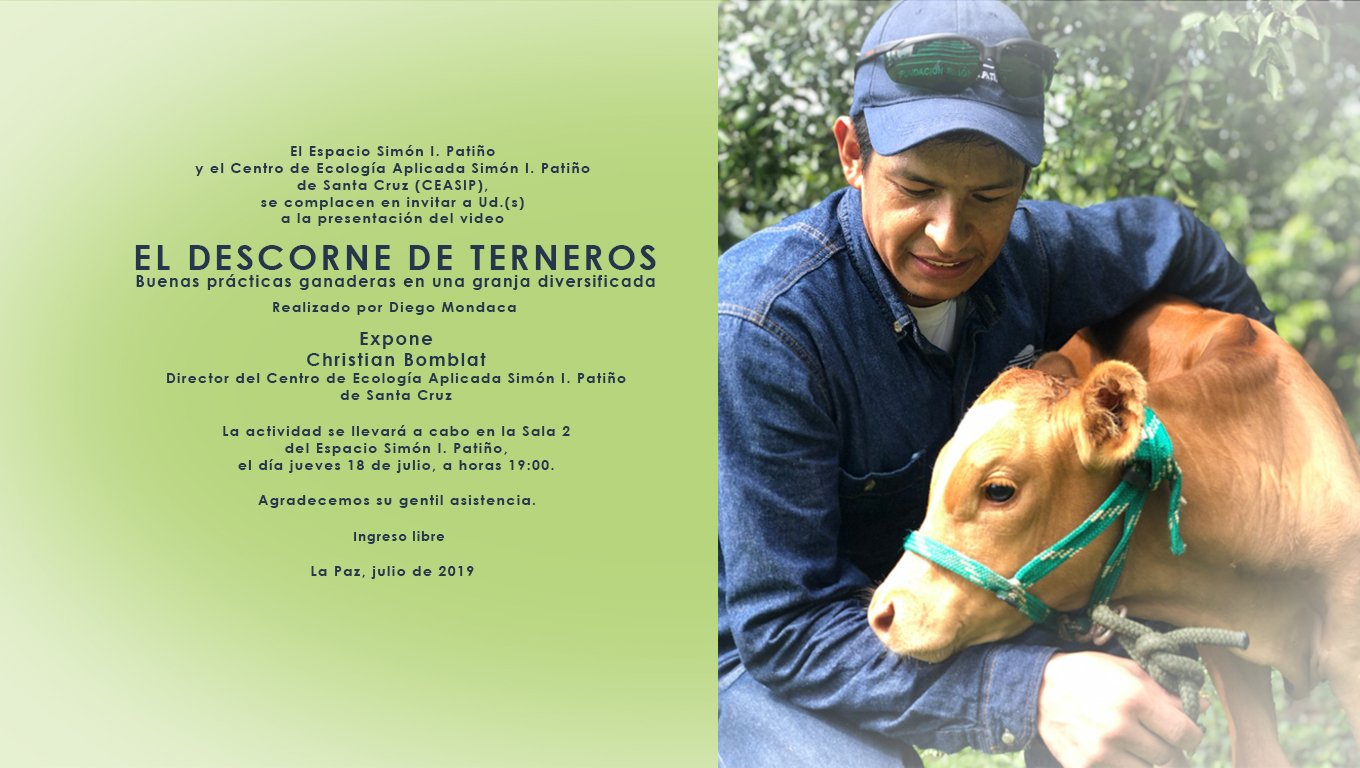 El Espacio Simón I. Patiño
y el Centro de Ecología Aplicada Simón I. Patiño
de Santa Cruz (CEASIP),
se complacen en invitar a Ud.(s)
a la presentación del video
EL DESCORNE DE TERNEROS
Buenas prácticas ganaderas en una granja diversificada
Realizado por Diego Mondaca
Expone
Christian Bomblat
Director del Centro de Ecología Aplicada Simón I. Patiño
de Santa Cruz
La actividad se llevará a cabo en la Sala 2
del Espacio Simón I. Patiño,
el día jueves 18 de julio, a horas 19:00.
Agradecemos su gentil asistencia.
Ingreso libre
La Paz, julio de 2019
FUNDACIÓN